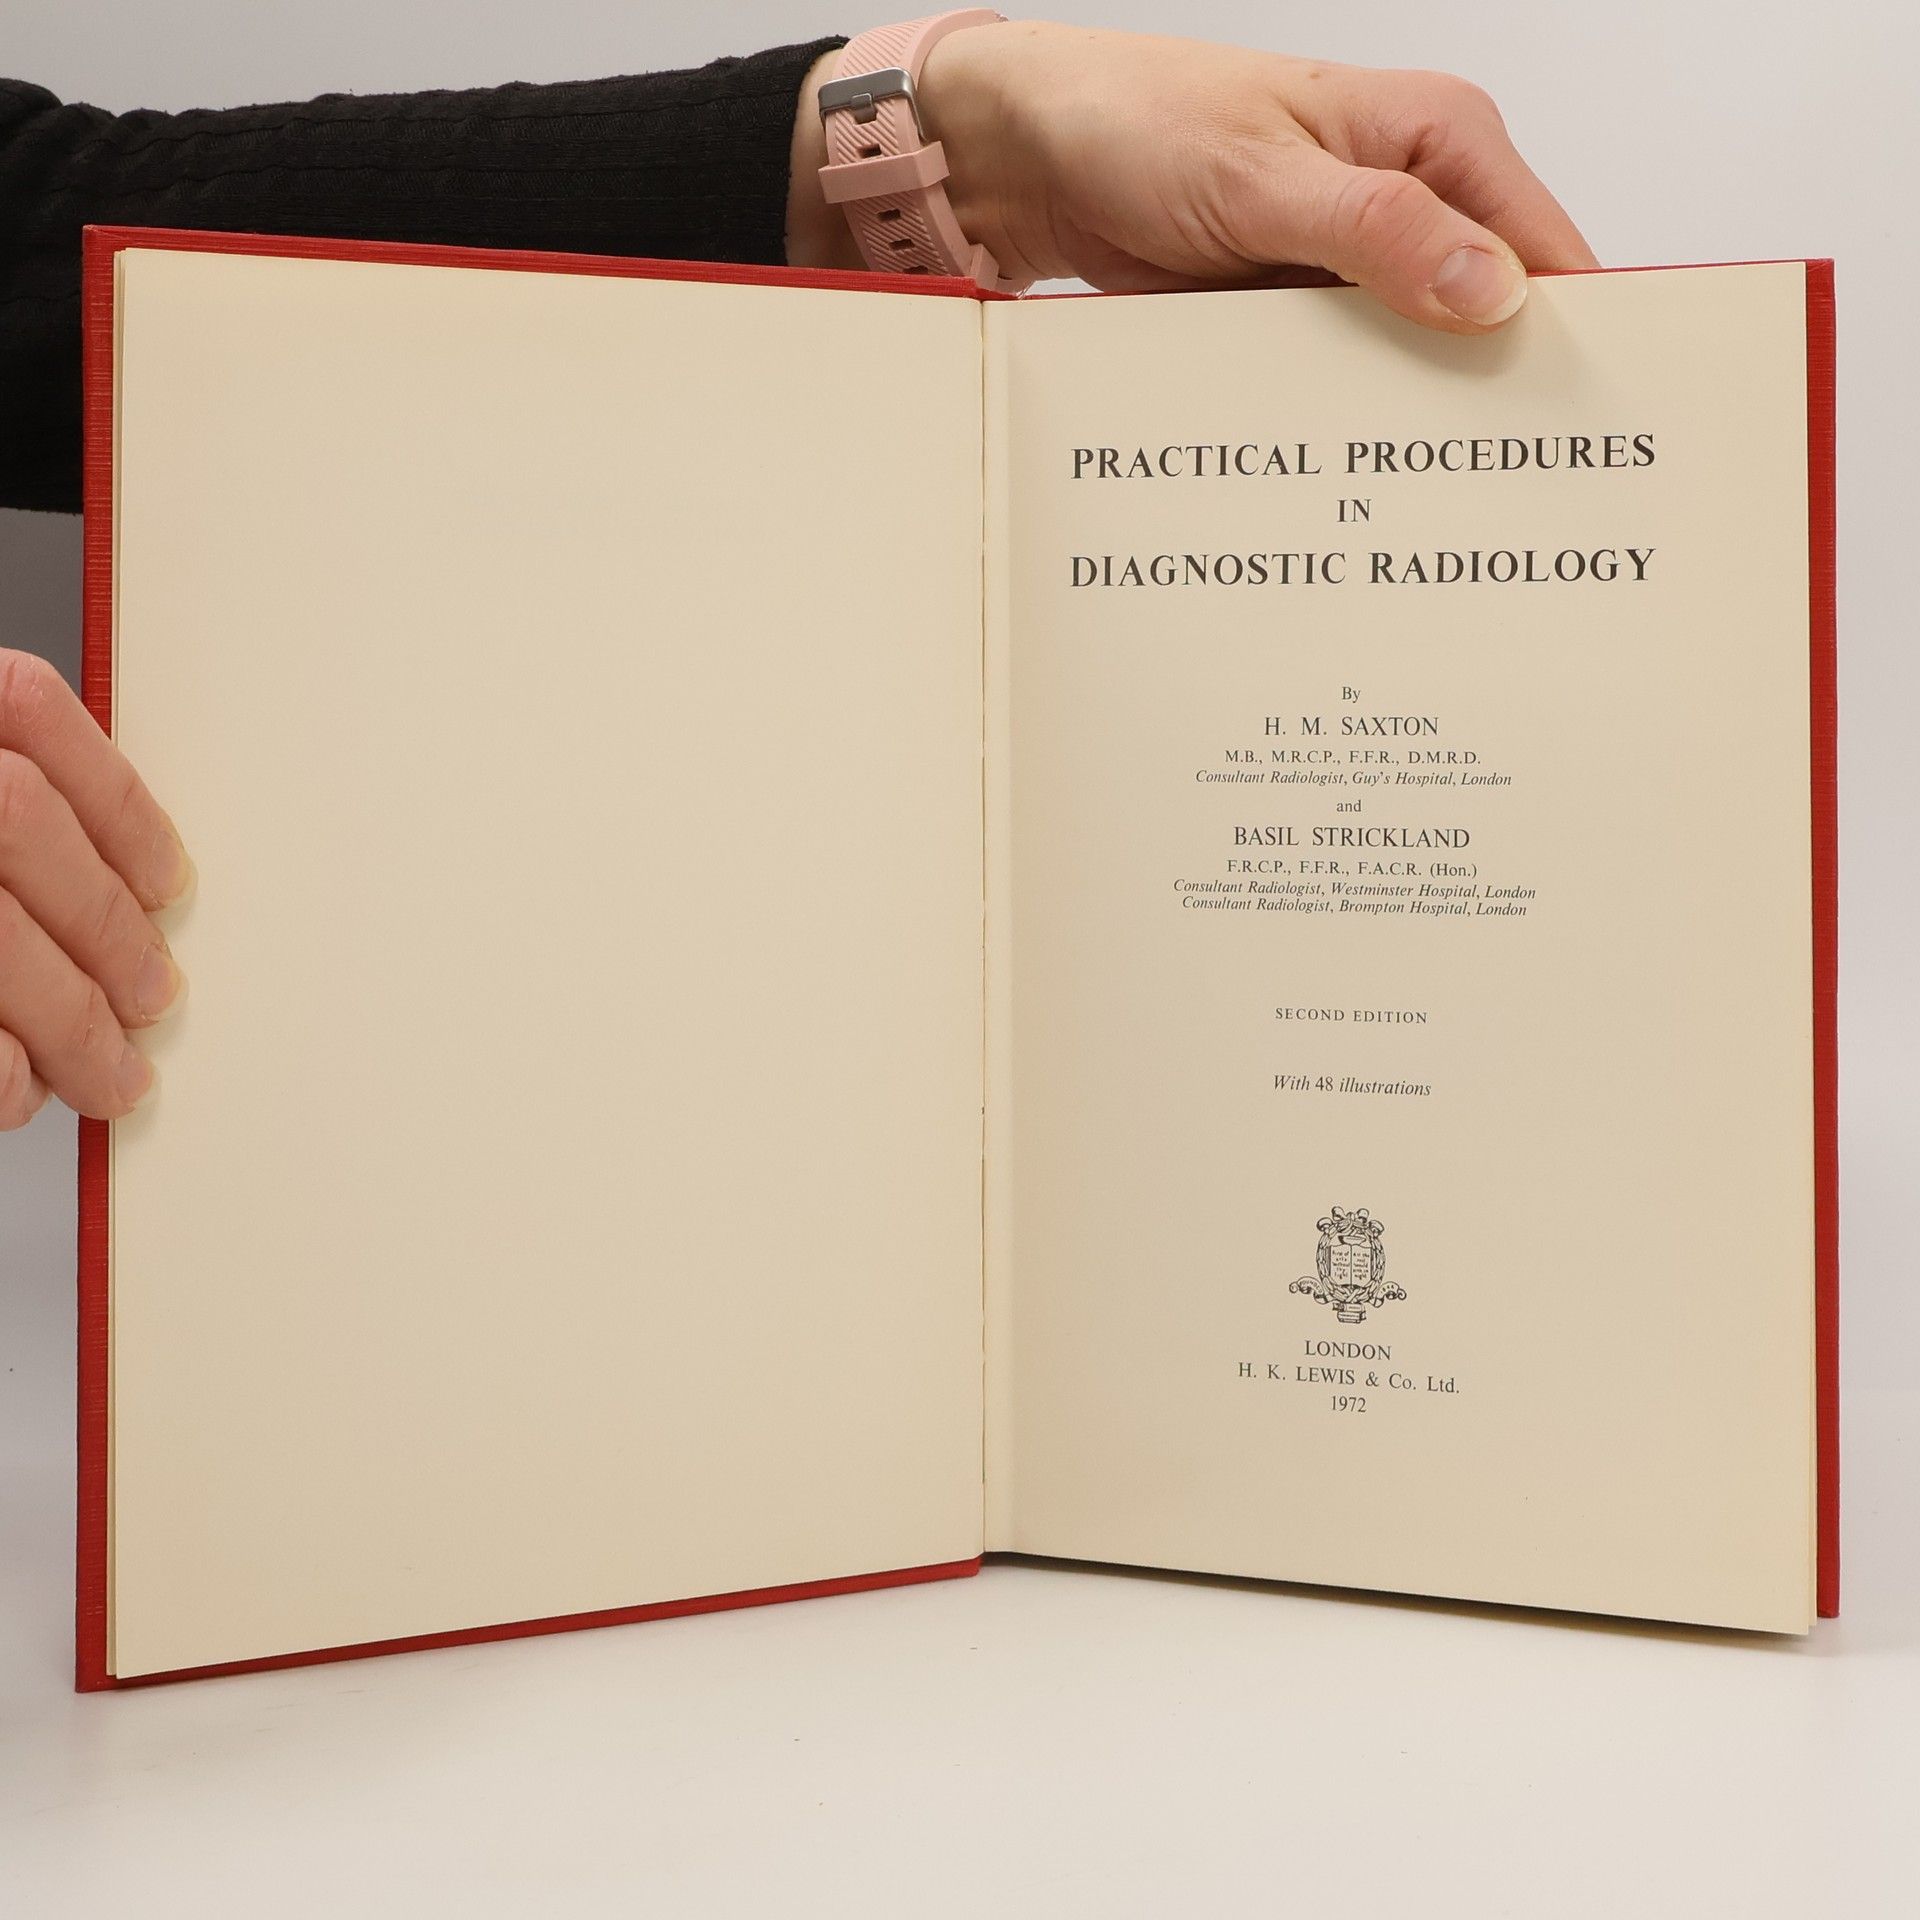 PRACTICAL PROCEDURES
IN
DIAGNOSTIC RADIOLOGY
By
H. M. SAXTON
M.B., M.R.C.P., F.F.R., D.M.R.D.
Consultant Radiologist, Guy's Hospital, London
and
BASIL STRICKLAND
F.R.C.P., F.F.R., F.A.C.R. (Hon.)
Consultant Radiologist, Westminster Hospital, London
Consultant Radiologist, Brompton Hospital, London
SECOND EDITION
With 48 illustrations
LONDON
H. K. LEWIS & Co. Ltd.
1972